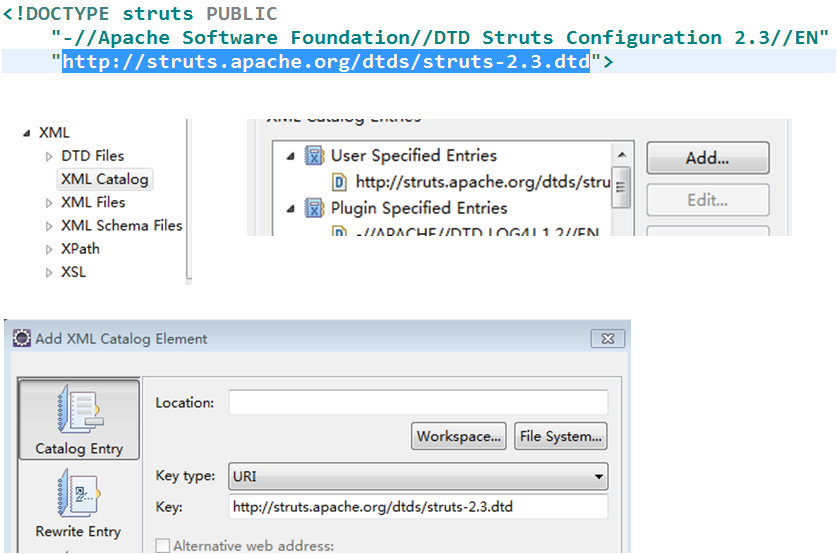 <!DOCTYPE struts PUBLIC
"-//Apache Software Foundation//DTD Struts Configuration 2.3//EN"
"http://struts.apache.org/dtds/struts-2.3.dtd">
XML
DTD Files
XML Catalog
XML Files
XML Schema Files
XPath
XSL
XML Catalog Entries
User Specified Entries
http://struts.apache.org/dtds/stru
Plugin Specified Entries
-//APACHE//DTD LOG4J 1.2//EN
Add...
Edit...
Add XML Catalog Element
Catalog Entry
Rewrite Entry
Location:
Workspace...
File System...
Key type:
URI
Key:
http://struts.apache.org/dtds/struts-2.3.dtd
Alternative web address: